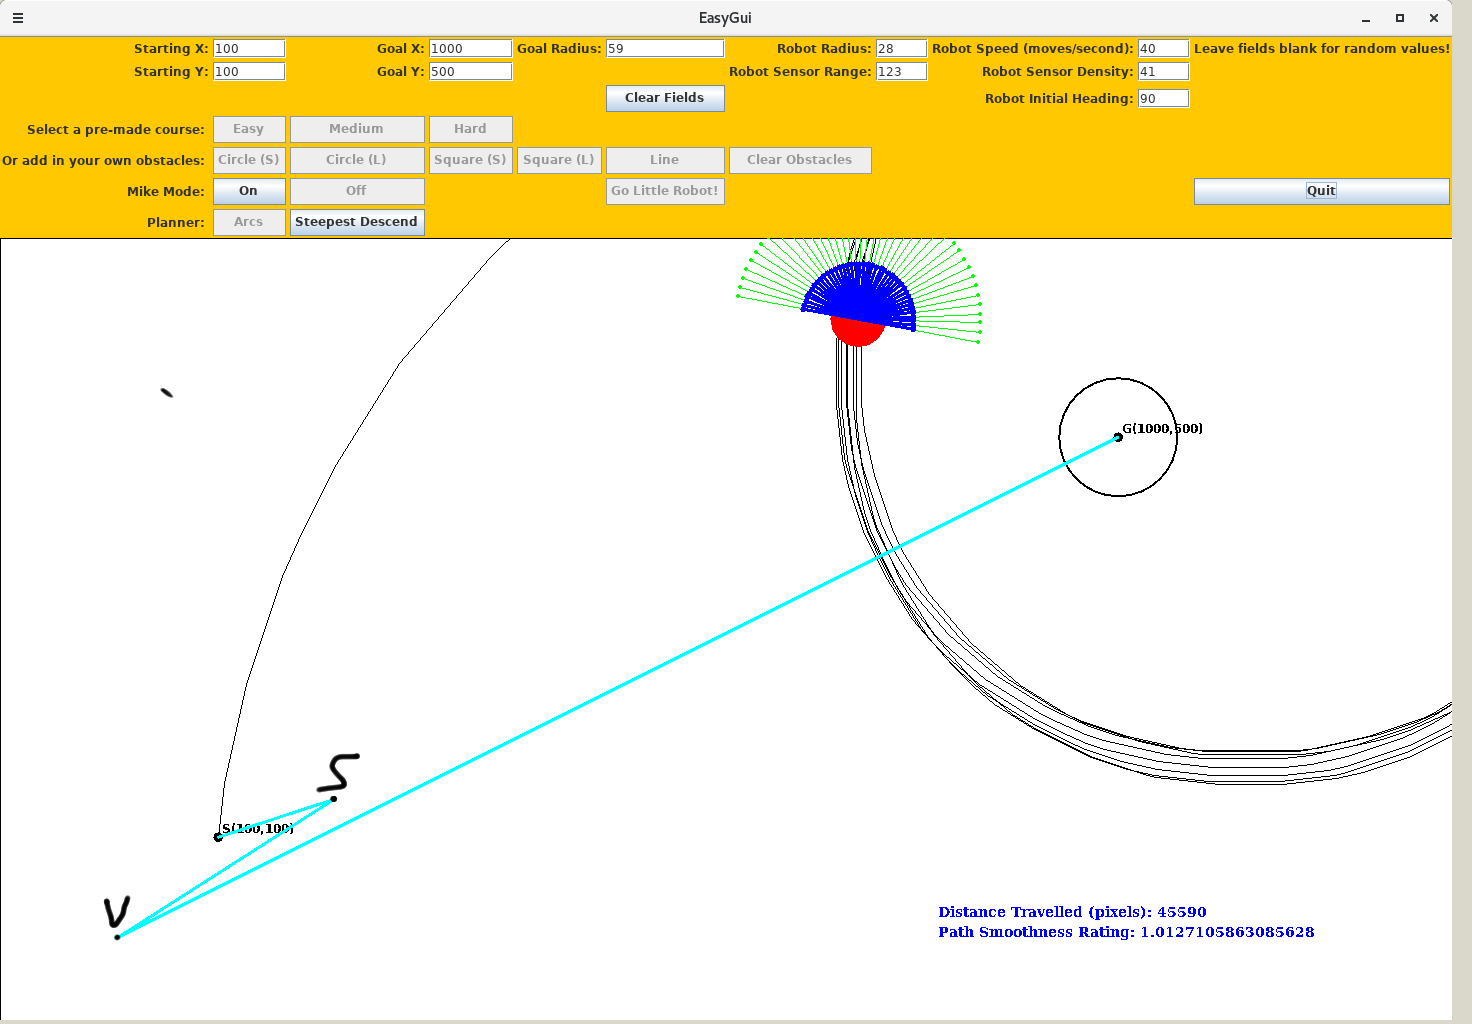 EasyGui
Starting X: 100 Goal X: 1000 Goal Radius: 59 Robot Radius: 28 Robot Speed (moves/second): 40 Leave fields blank for random values!
Starting Y: 100 Goal Y: 500 Robot Sensor Range: 123 Robot Sensor Density: 41
Clear Fields Robot Initial Heading: 90
Select a pre-made course: Easy Medium Hard
Or add in your own obstacles: Circle (S) Circle (L) Square (S) Square (L) Line Clear Obstacles
Mike Mode: On Off Go Little Robot! Quit
Planner: Arcs Steepest Descend
G(1000,500)
S
S(100,100)
V
Distance Travelled (pixels): 45590
Path Smoothness Rating: 1.0127105863085628